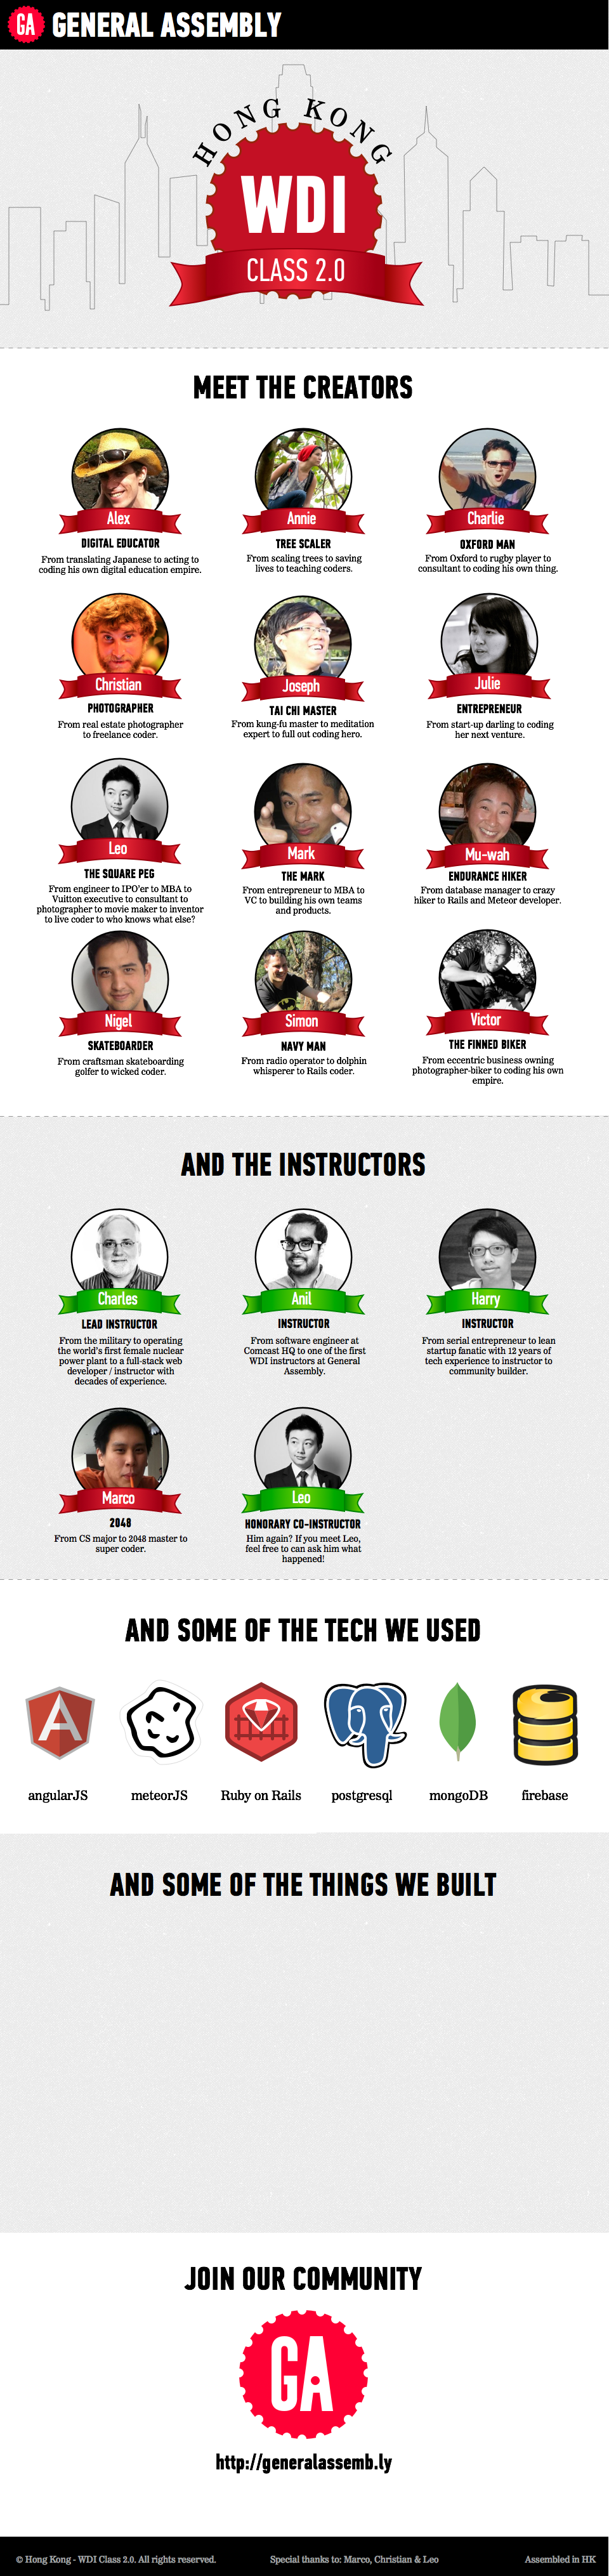 GA GENERAL ASSEMBLY
HONG KONG
WDI
CLASS 2.0
MEET THE CREATORS
Alex
DIGITAL EDUCATOR
From translating Japanese to acting to
coding his own digital education empire.
Annie
TREE SCALER
From scaling trees to saving
lives to teaching coders.
Charlie
OXFORD MAN
From Oxford to rugby player to
consultant to coding his own thing.
Christian
PHOTOGRAPHER
From real estate photographer
to freelance coder.
Joseph
TAI CHI MASTER
From kung-fu master to meditation
expert to full out coding hero.
Julie
ENTREPRENEUR
From start-up darling to coding
her next venture.
Leo
THE SQUARE PEG
From engineer to IPO'er to MBA to
Vuitton executive to consultant to
photographer to movie maker to inventor
to live coder to who knows what else?
Mark
THE MARK
From entrepreneur to MBA to
VC to building his own teams
and products.
Mu-wah
ENDURANCE HIKER
From database manager to crazy
hiker to Rails and Meteor developer.
Nigel
SKATEBOARDER
From craftsman skateboarding
golfer to wicked coder.
Simon
NAVY MAN
From radio operator to dolphin
whisperer to Rails coder.
Victor
THE FINNED BIKER
From eccentric business owning
photographer-biker to coding his own
empire.
AND THE INSTRUCTORS
Charles
LEAD INSTRUCTOR
From the military to operating
the world's first female nuclear
power plant to a full-stack web
developer / instructor with
decades of experience.
Anil
INSTRUCTOR
From software engineer at
Comcast HQ to one of the first
WDI instructors at General
Assembly.
Harry
INSTRUCTOR
From serial entrepreneur to lean
startup fanatic with 12 years of
tech experience to instructor to
community builder.
Marco
2048
From CS major to 2048 master to
super coder.
Leo
HONORARY CO-INSTRUCTOR
Him again? If you meet Leo,
feel free to can ask him what
happened!
AND SOME OF THE TECH WE USED
A
angularJS meteorJS Ruby on Rails postgresql mongoDB firebase
AND SOME OF THE THINGS WE BUILT
JOIN OUR COMMUNITY
GA
http://generalassemb.ly
© Hong Kong - WDI Class 2.0. All rights reserved. Special thanks to: Marco, Christian & Leo Assembled in HK